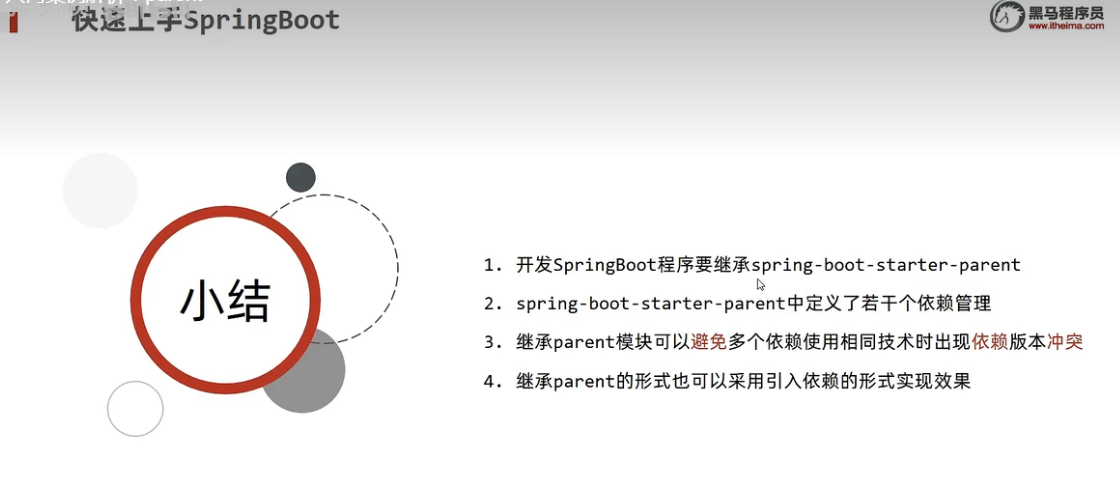 快速上手SpringBoot
黑马程序员
www.itheima.com
小结
1. 开发SpringBoot程序要继承spring-boot-starter-parent
2. spring-boot-starter-parent中定义了若干个依赖管理
3. 继承parent模块可以避免多个依赖使用相同技术时出现依赖版本冲突
4. 继承parent的形式也可以采用引入依赖的形式实现效果